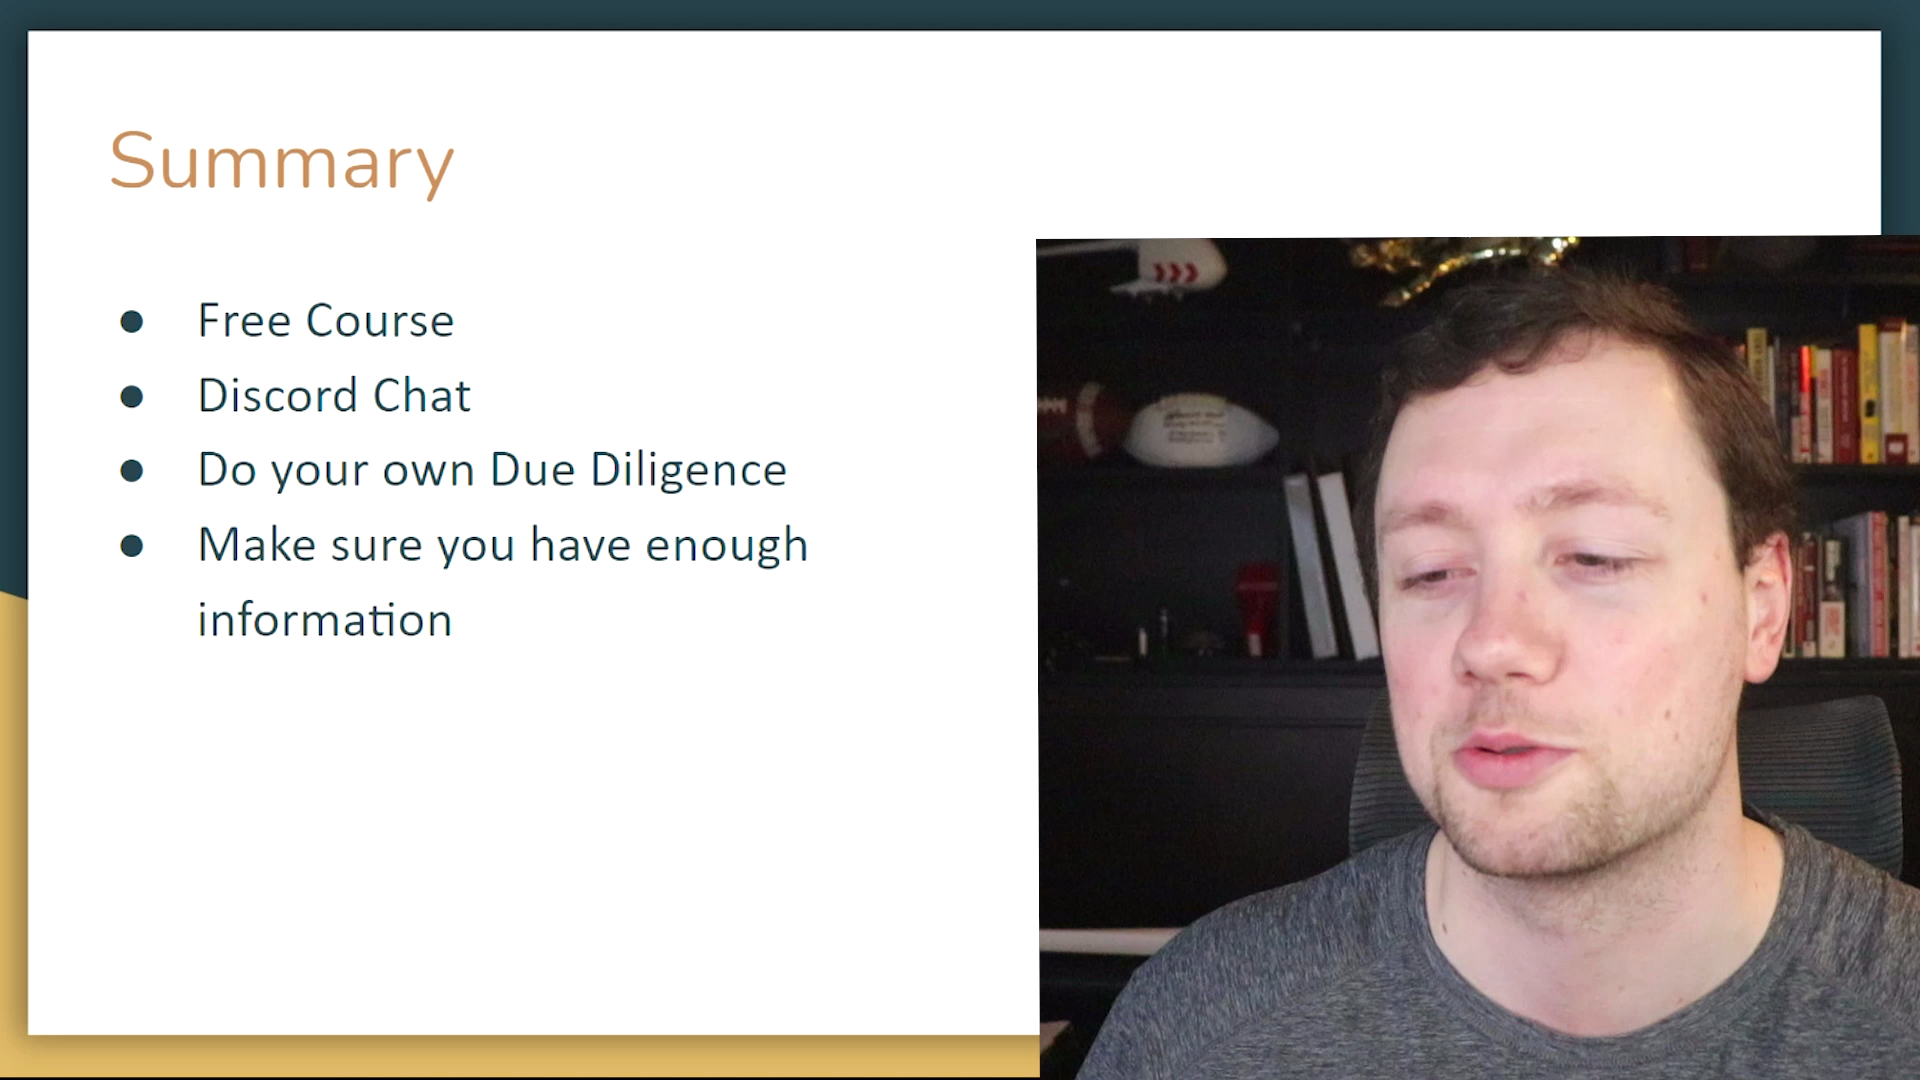 Summary
● Free Course
● Discord Chat
● Do your own Due Diligence
● Make sure you have enough
information